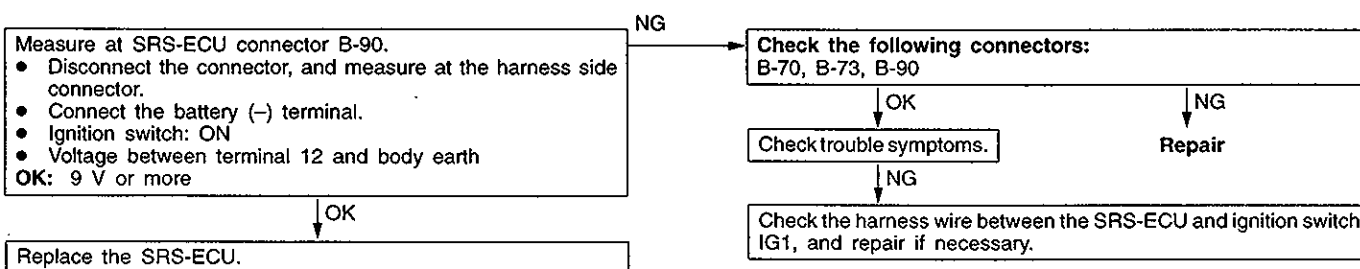 NG
Measure at SRS-ECU connector B-90.
● Disconnect the connector, and measure at the harness side
connector.
● Connect the battery (–) terminal.
● Ignition switch: ON
● Voltage between terminal 12 and body earth
OK: 9 V or more
OK
Replace the SRS-ECU.
Check the following connectors:
B-70, B-73, B-90
OK
NG
Check trouble symptoms.
Repair
NG
Check the harness wire between the SRS-ECU and ignition switch
IG1, and repair if necessary.